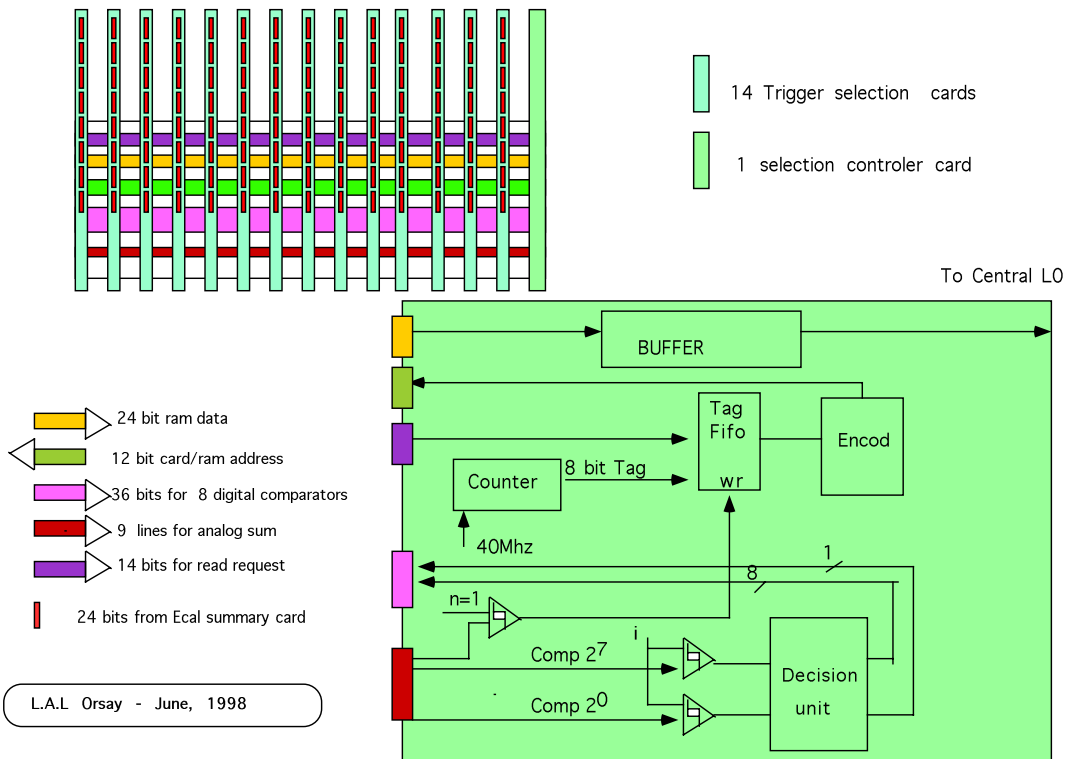 14 Trigger selection cards
1 selection controler card
To Central L0
BUFFER
24 bit ram data
12 bit card/ram address
36 bits for 8 digital comparators
9 lines for analog sum
14 bits for read request
24 bits from Ecal summary card
L.A.L Orsay - June, 1998
Tag
Fifo
wr
Encod
8 bit Tag
Counter
40Mhz
1
8
n=1
i
Comp 2⁷
Comp 2⁰
Decision
unit